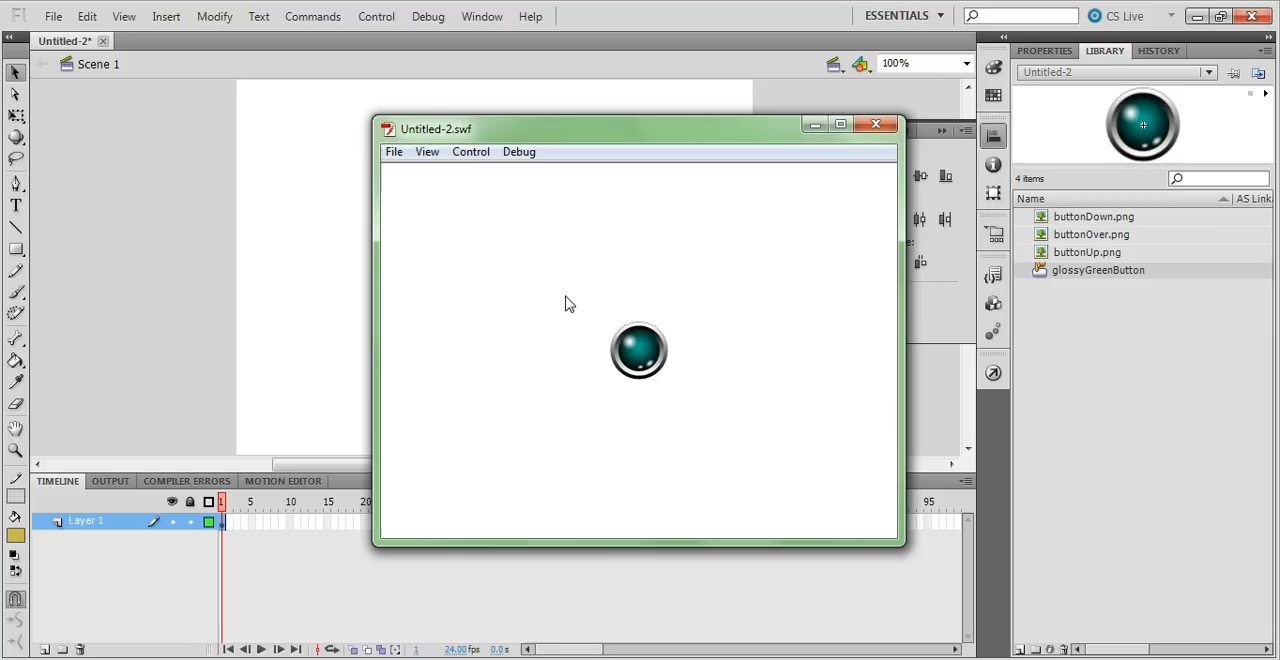 Fl File Edit View Insert Modify Text Commands Control Debug Window Help ESSENTIALS CS Live
Untitled-2*
Scene 1 100%
PROPERTIES LIBRARY HISTORY
Untitled-2
4 items
Name AS Link
buttonDown.png
buttonOver.png
buttonUp.png
glossyGreenButton
Untitled-2.swf
File View Control Debug
e:
TIMELINE OUTPUT COMPILER ERRORS MOTION EDITOR
1 5 10 15 20 95
Layer 1
1 24.00 fps 0.0 s